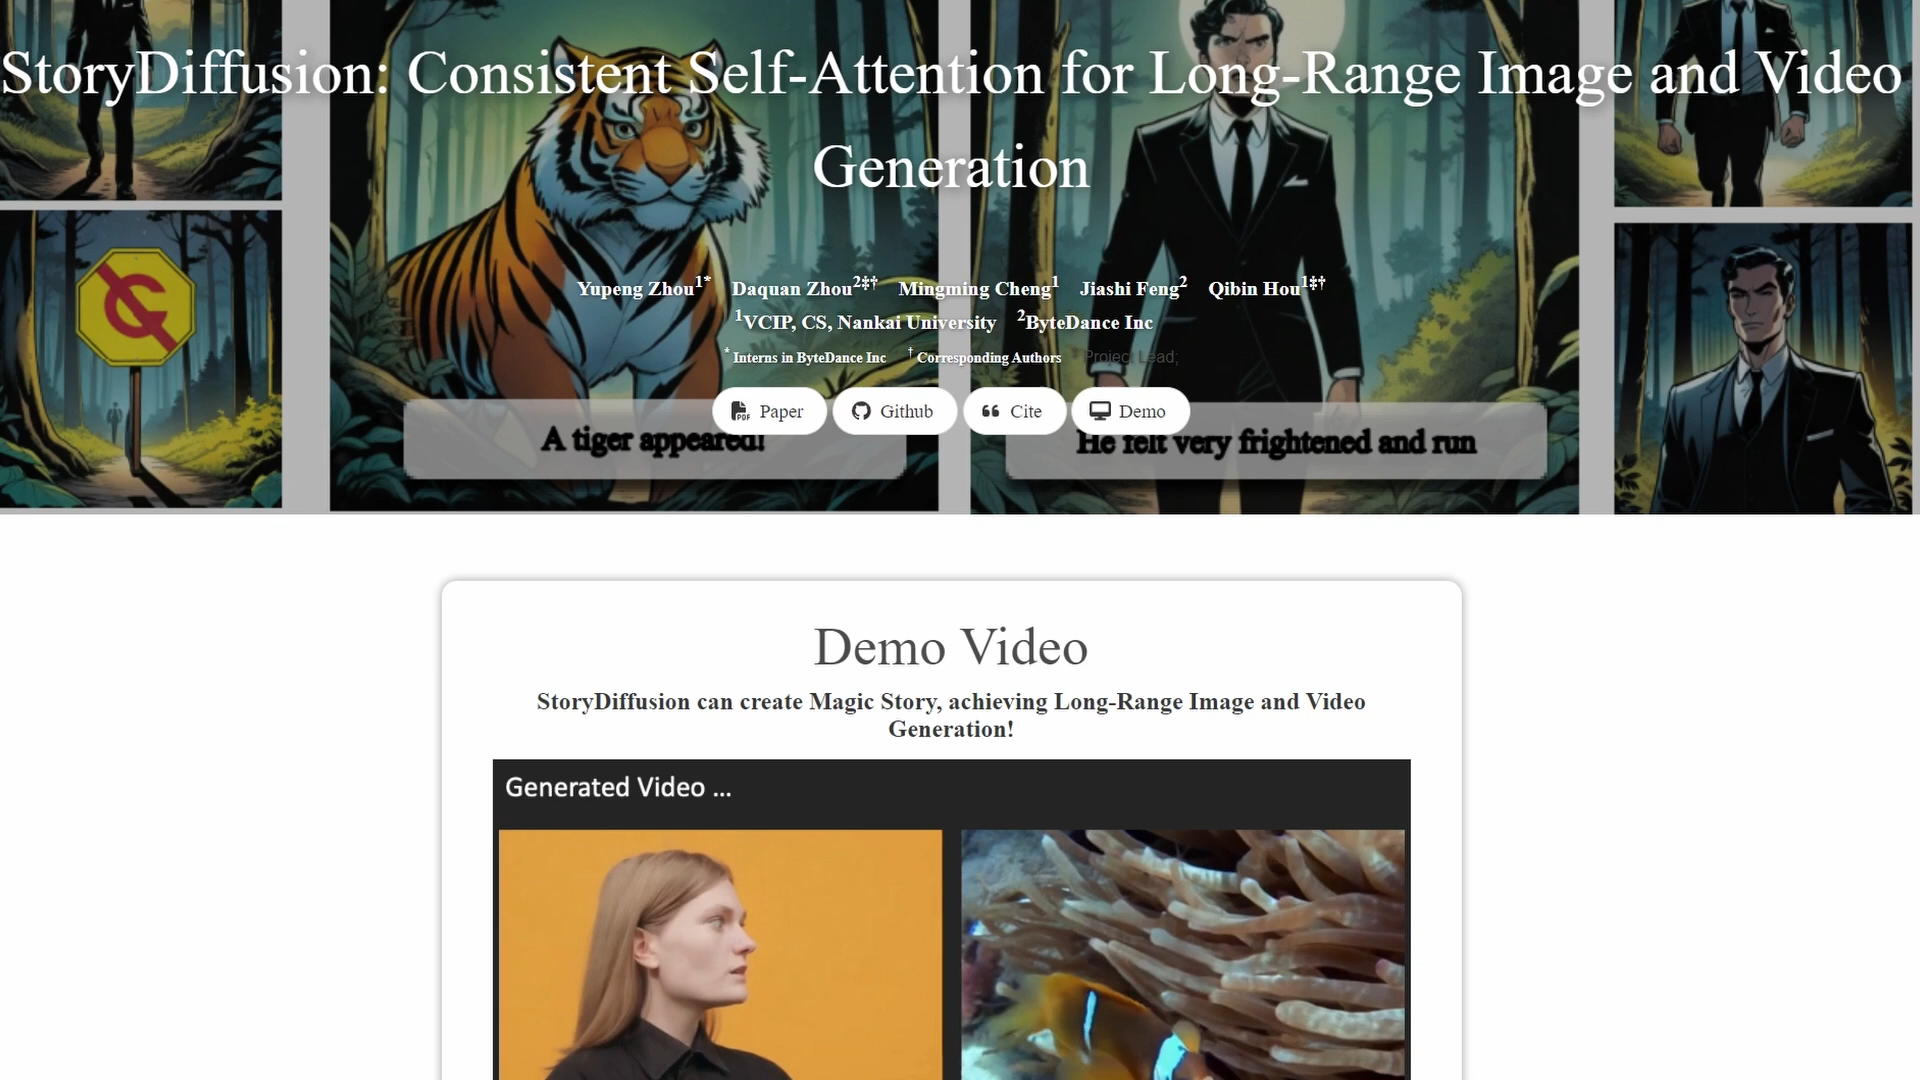 StoryDiffusion: Consistent Self-Attention for Long-Range Image and Video
Generation
Yupeng Zhou1* Daquan Zhou2‡† Mingming Cheng1 Jiashi Feng2 Qibin Hou1‡†
1VCIP, CS, Nankai University 2ByteDance Inc
* Interns in ByteDance Inc † Corresponding Authors Project Lead;
Paper Github Cite Demo
A tiger appeared!
He felt very frightened and run
Demo Video
StoryDiffusion can create Magic Story, achieving Long-Range Image and Video
Generation!
Generated Video ...